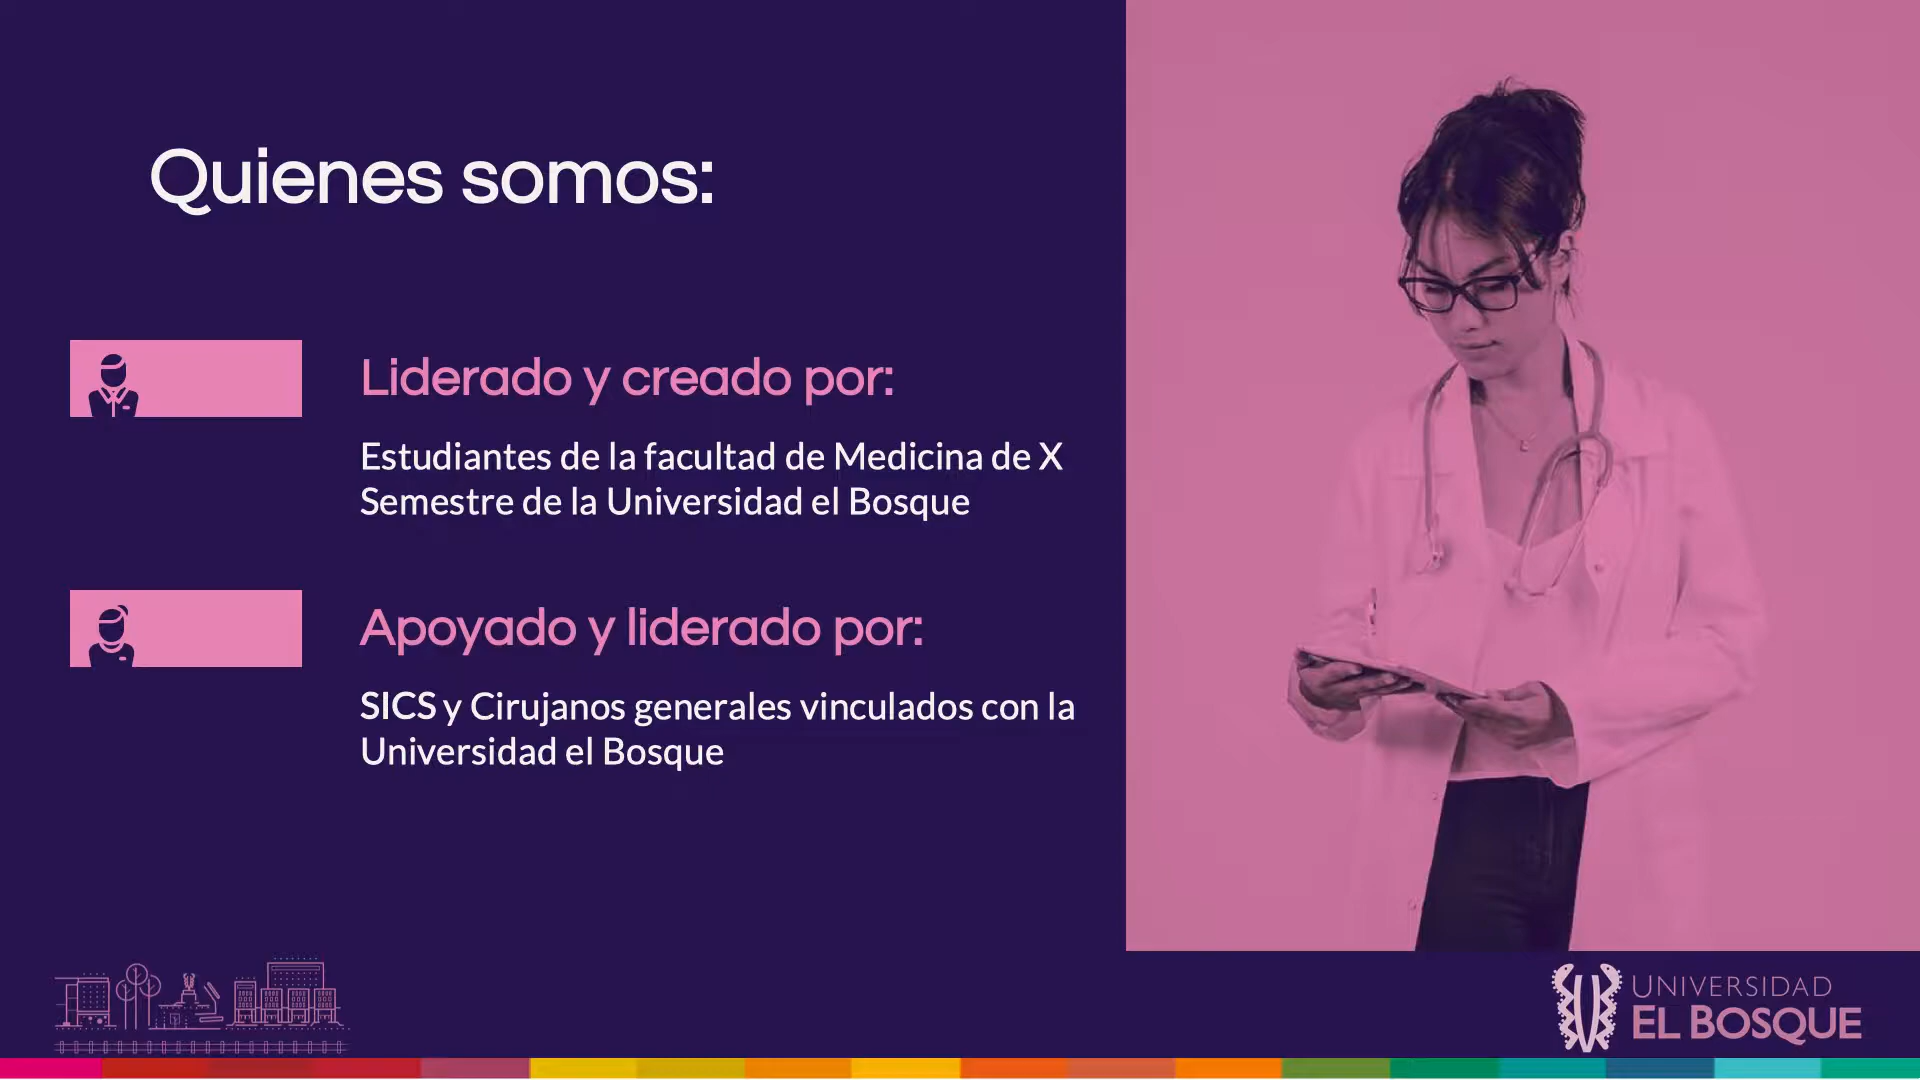 Quienes somos:
Liderado y creado por:
Estudiantes de la facultad de Medicina de X
Semestre de la Universidad el Bosque
Apoyado y liderado por:
SICS y Cirujanos generales vinculados con la
Universidad el Bosque
UNIVERSIDAD
EL BOSQUE